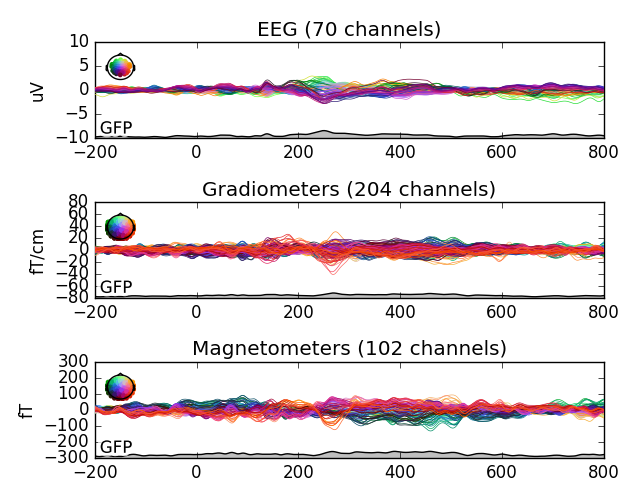 EEG (70 channels)
10
5
0
−5
−10
uV
GFP
−200 0 200 400 600 800
Gradiometers (204 channels)
80
60
40
20
0
−20
−40
−60
−80
fT/cm
GFP
−200 0 200 400 600 800
Magnetometers (102 channels)
300
200
100
0
−100
−200
−300
fT
GFP
−200 0 200 400 600 800